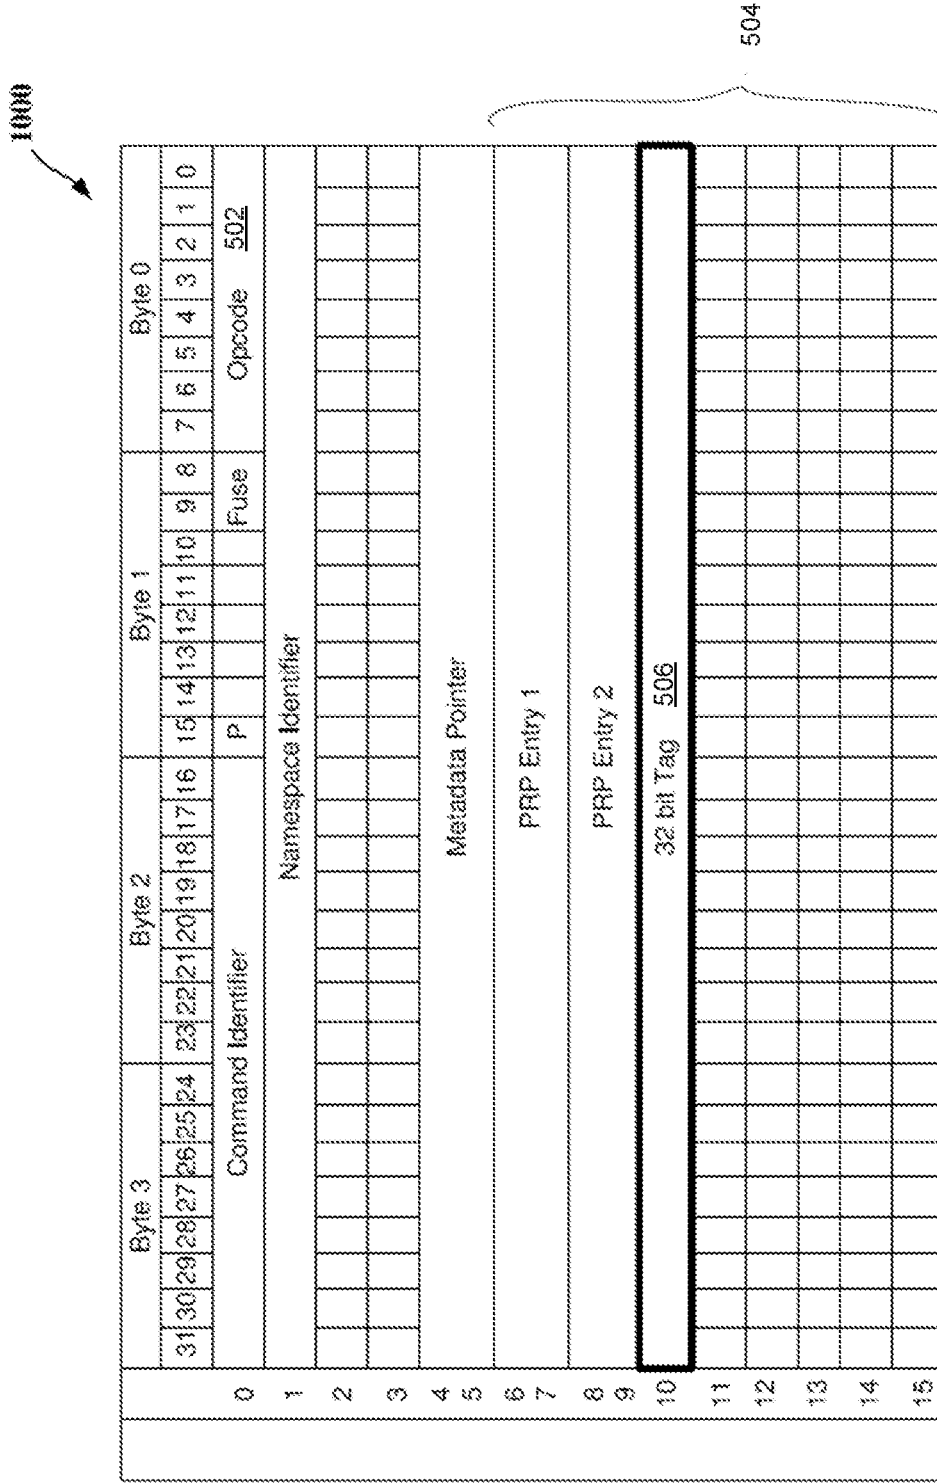 1000
Byte 3 Byte 2 Byte 1 Byte 0
31 30 29 28 27 26 25 24 23 22 21 20 19 18 17 16 15 14 13 12 11 10 9 8 7 6 5 4 3 2 1 0
0 Command Identifier P Fuse Opcode 502
1 Namespace Identifier
2
3
4
Metadata Pointer
5
6
PRP Entry 1
7
8
PRP Entry 2
9
10 32 bit Tag 506
11
12
13
14
15
504